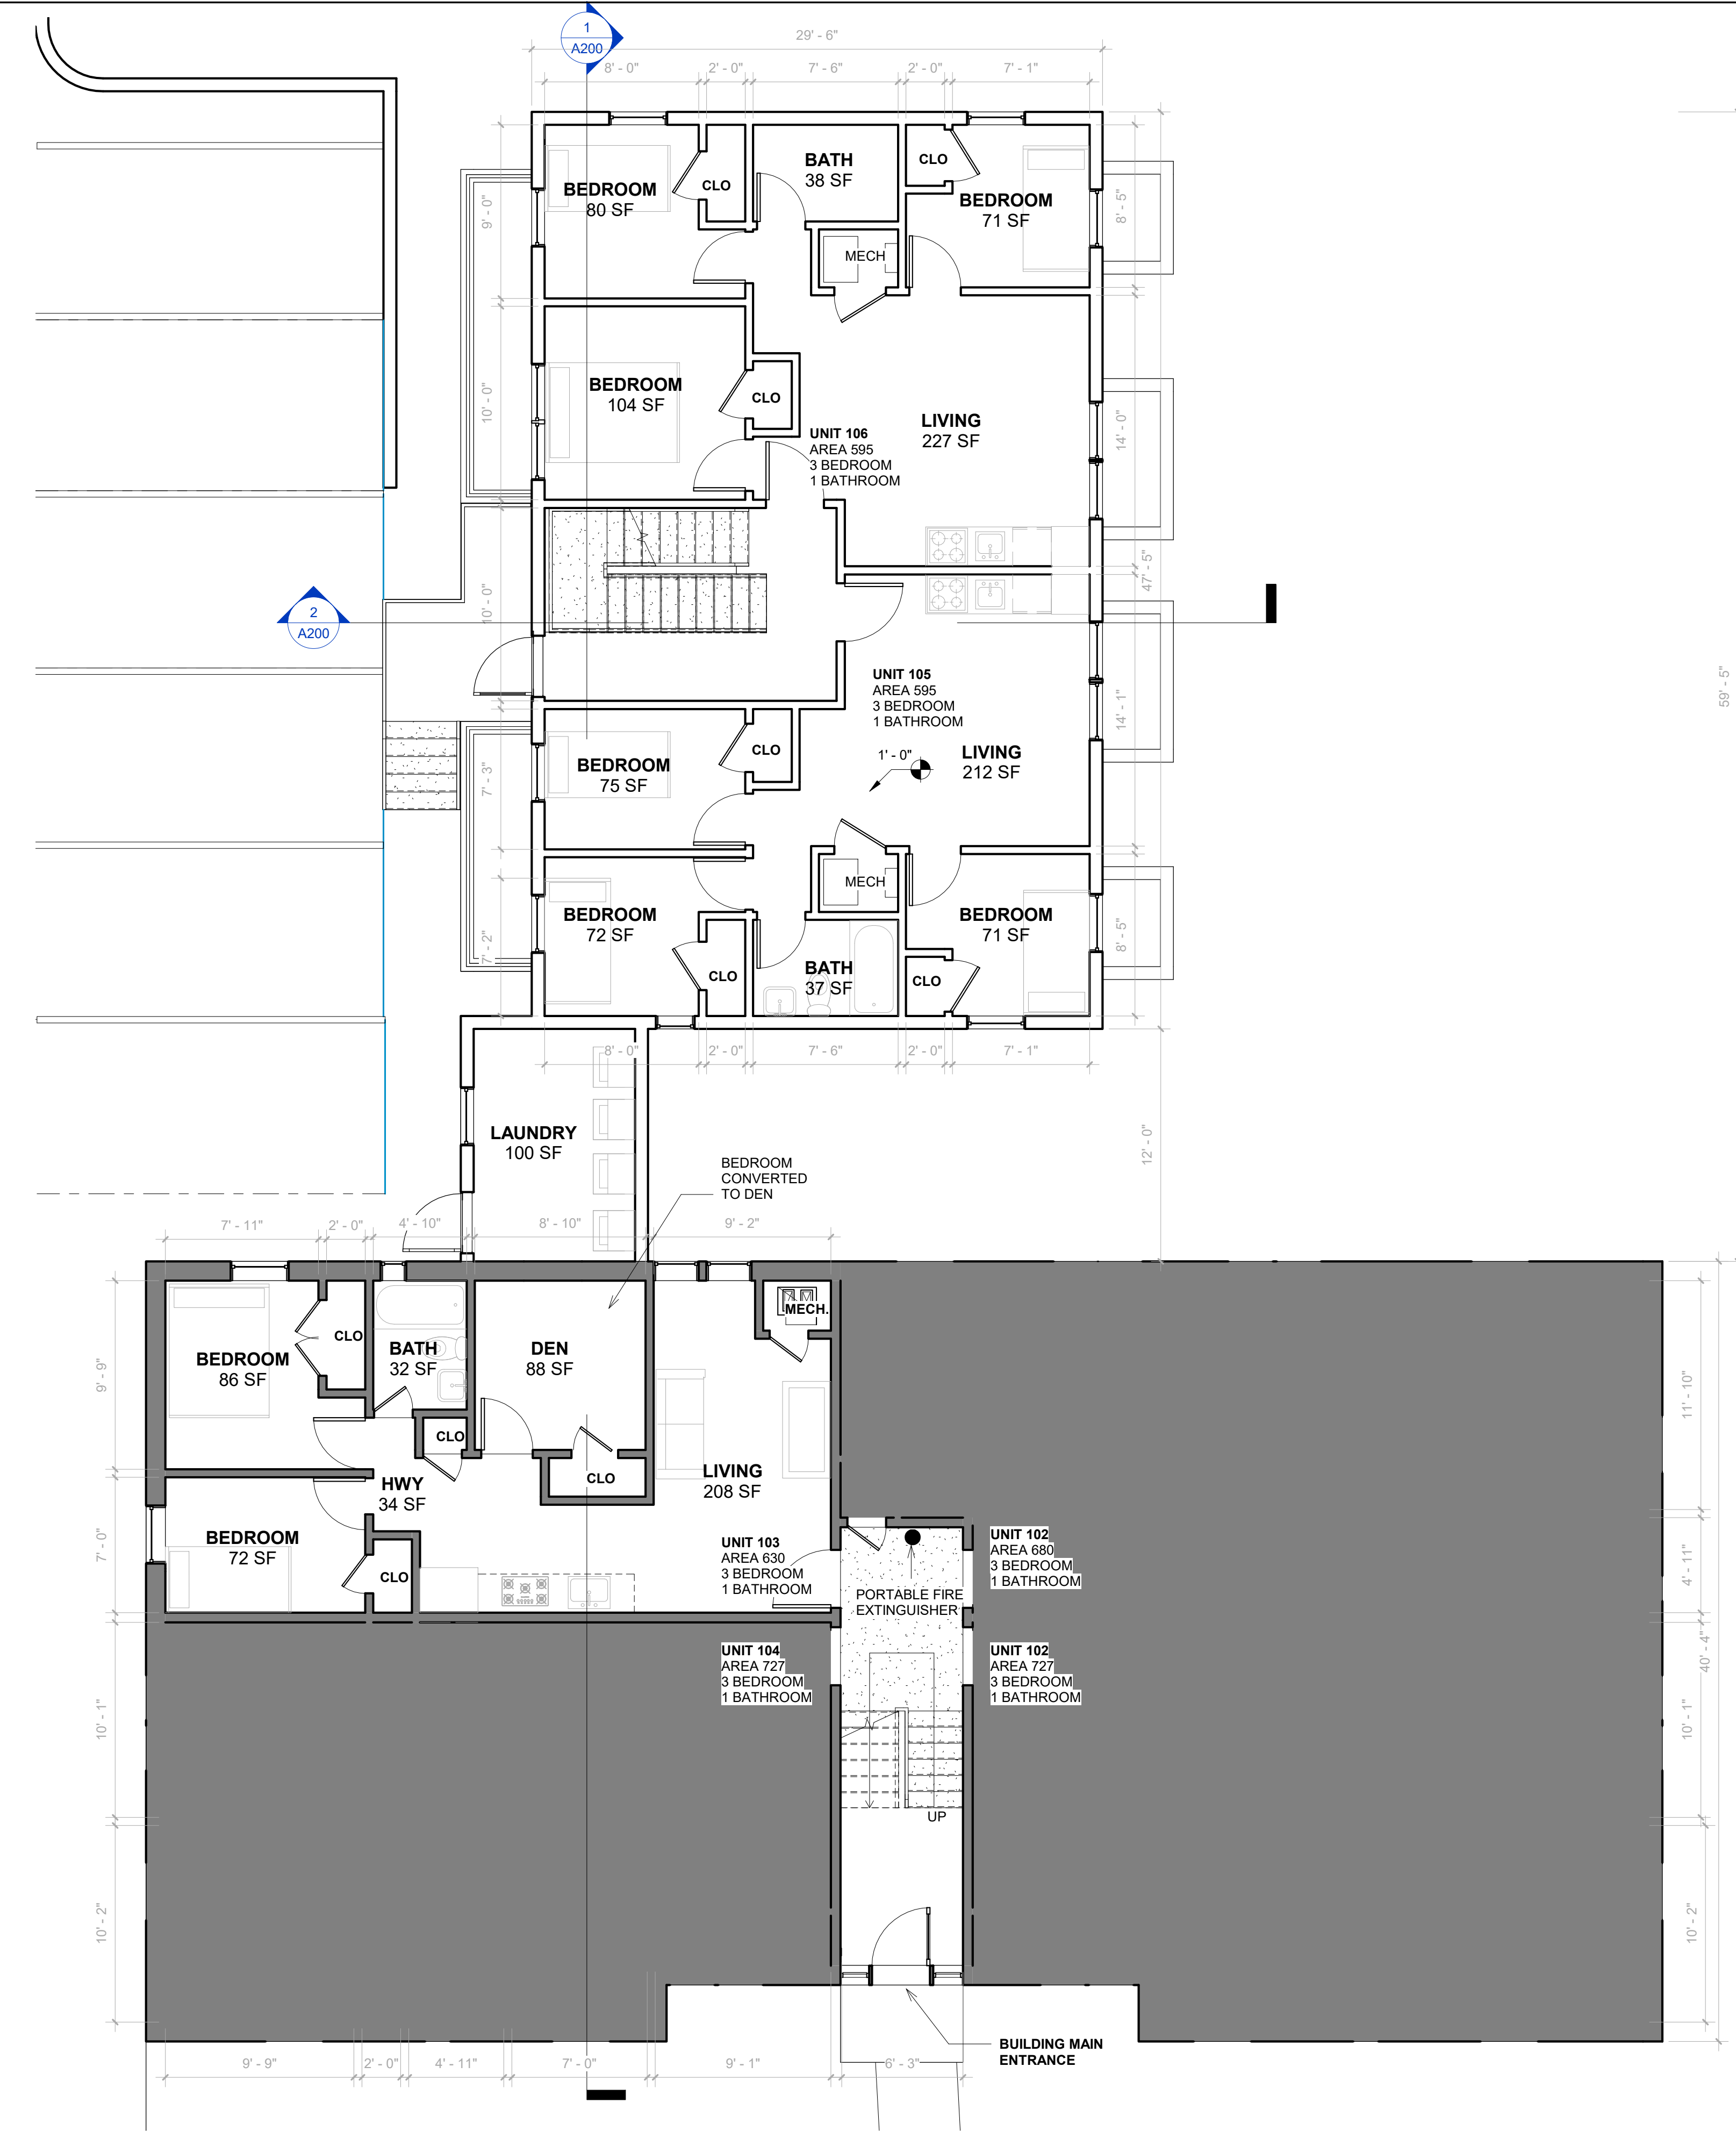 1
A200
29' - 6"
8' - 0"
2' - 0"
7' - 6"
2' - 0"
7' - 1"
BEDROOM
80 SF
CLO
BATH
38 SF
CLO
BEDROOM
71 SF
MECH
9' - 0"
8' - 5"
BEDROOM
104 SF
CLO
10' - 0"
UNIT 106
AREA 595
3 BEDROOM
1 BATHROOM
LIVING
227 SF
14' - 0"
47' - 5"
10' - 0"
2
A200
UNIT 105
AREA 595
3 BEDROOM
1 BATHROOM
59' - 5"
14' - 1"
BEDROOM
75 SF
CLO
1' - 0"
LIVING
212 SF
7' - 3"
MECH
BEDROOM
72 SF
CLO
BATH
37 SF
CLO
BEDROOM
71 SF
7' - 2"
8' - 5"
8' - 0"
2' - 0"
7' - 6"
2' - 0"
7' - 1"
LAUNDRY
100 SF
12' - 0"
BEDROOM
CONVERTED
TO DEN
7' - 11"
2' - 0"
4' - 10"
8' - 10"
9' - 2"
MECH.
BEDROOM
86 SF
CLO
BATH
32 SF
DEN
88 SF
9' - 9"
11' - 10"
CLO
CLO
LIVING
208 SF
HWY
34 SF
BEDROOM
72 SF
CLO
7' - 0"
UNIT 103
AREA 630
3 BEDROOM
1 BATHROOM
PORTABLE FIRE
EXTINGUISHER
UNIT 102
AREA 680
3 BEDROOM
1 BATHROOM
4' - 11"
UNIT 104
AREA 727
3 BEDROOM
1 BATHROOM
UNIT 102
AREA 727
3 BEDROOM
1 BATHROOM
40' - 4"
10' - 1"
10' - 1"
UP
10' - 2"
10' - 2"
BUILDING MAIN
ENTRANCE
9' - 9"
2' - 0"
4' - 11"
7' - 0"
9' - 1"
6' - 3"